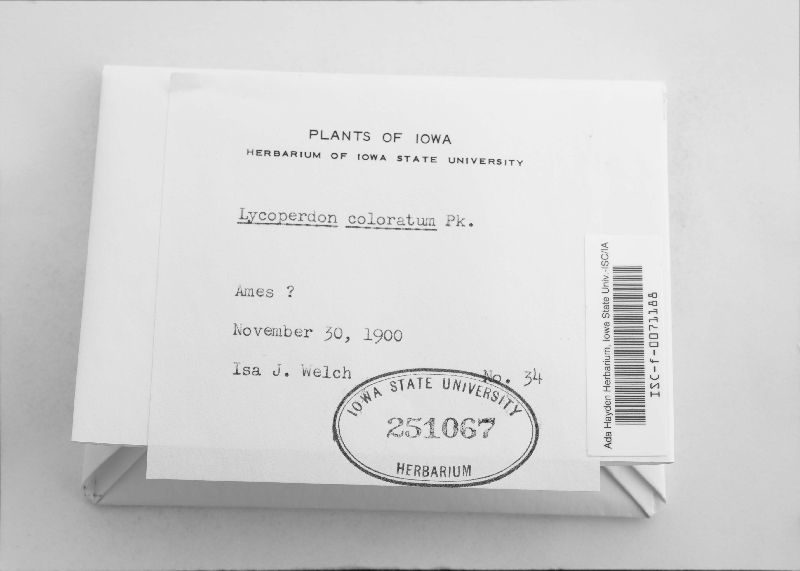 PLANTS OF IOWA
HERBARIUM OF IOWA STATE UNIVERSITY
Lycoperdon coloratum Pk.
Ames ?
November 30, 1900
Isa J. Welch No. 34
IOWA STATE UNIVERSITY
251067
HERBARIUM
Ada Hayden Herbarium, Iowa State Univ.-ISC/IA
ISC-f-0071188